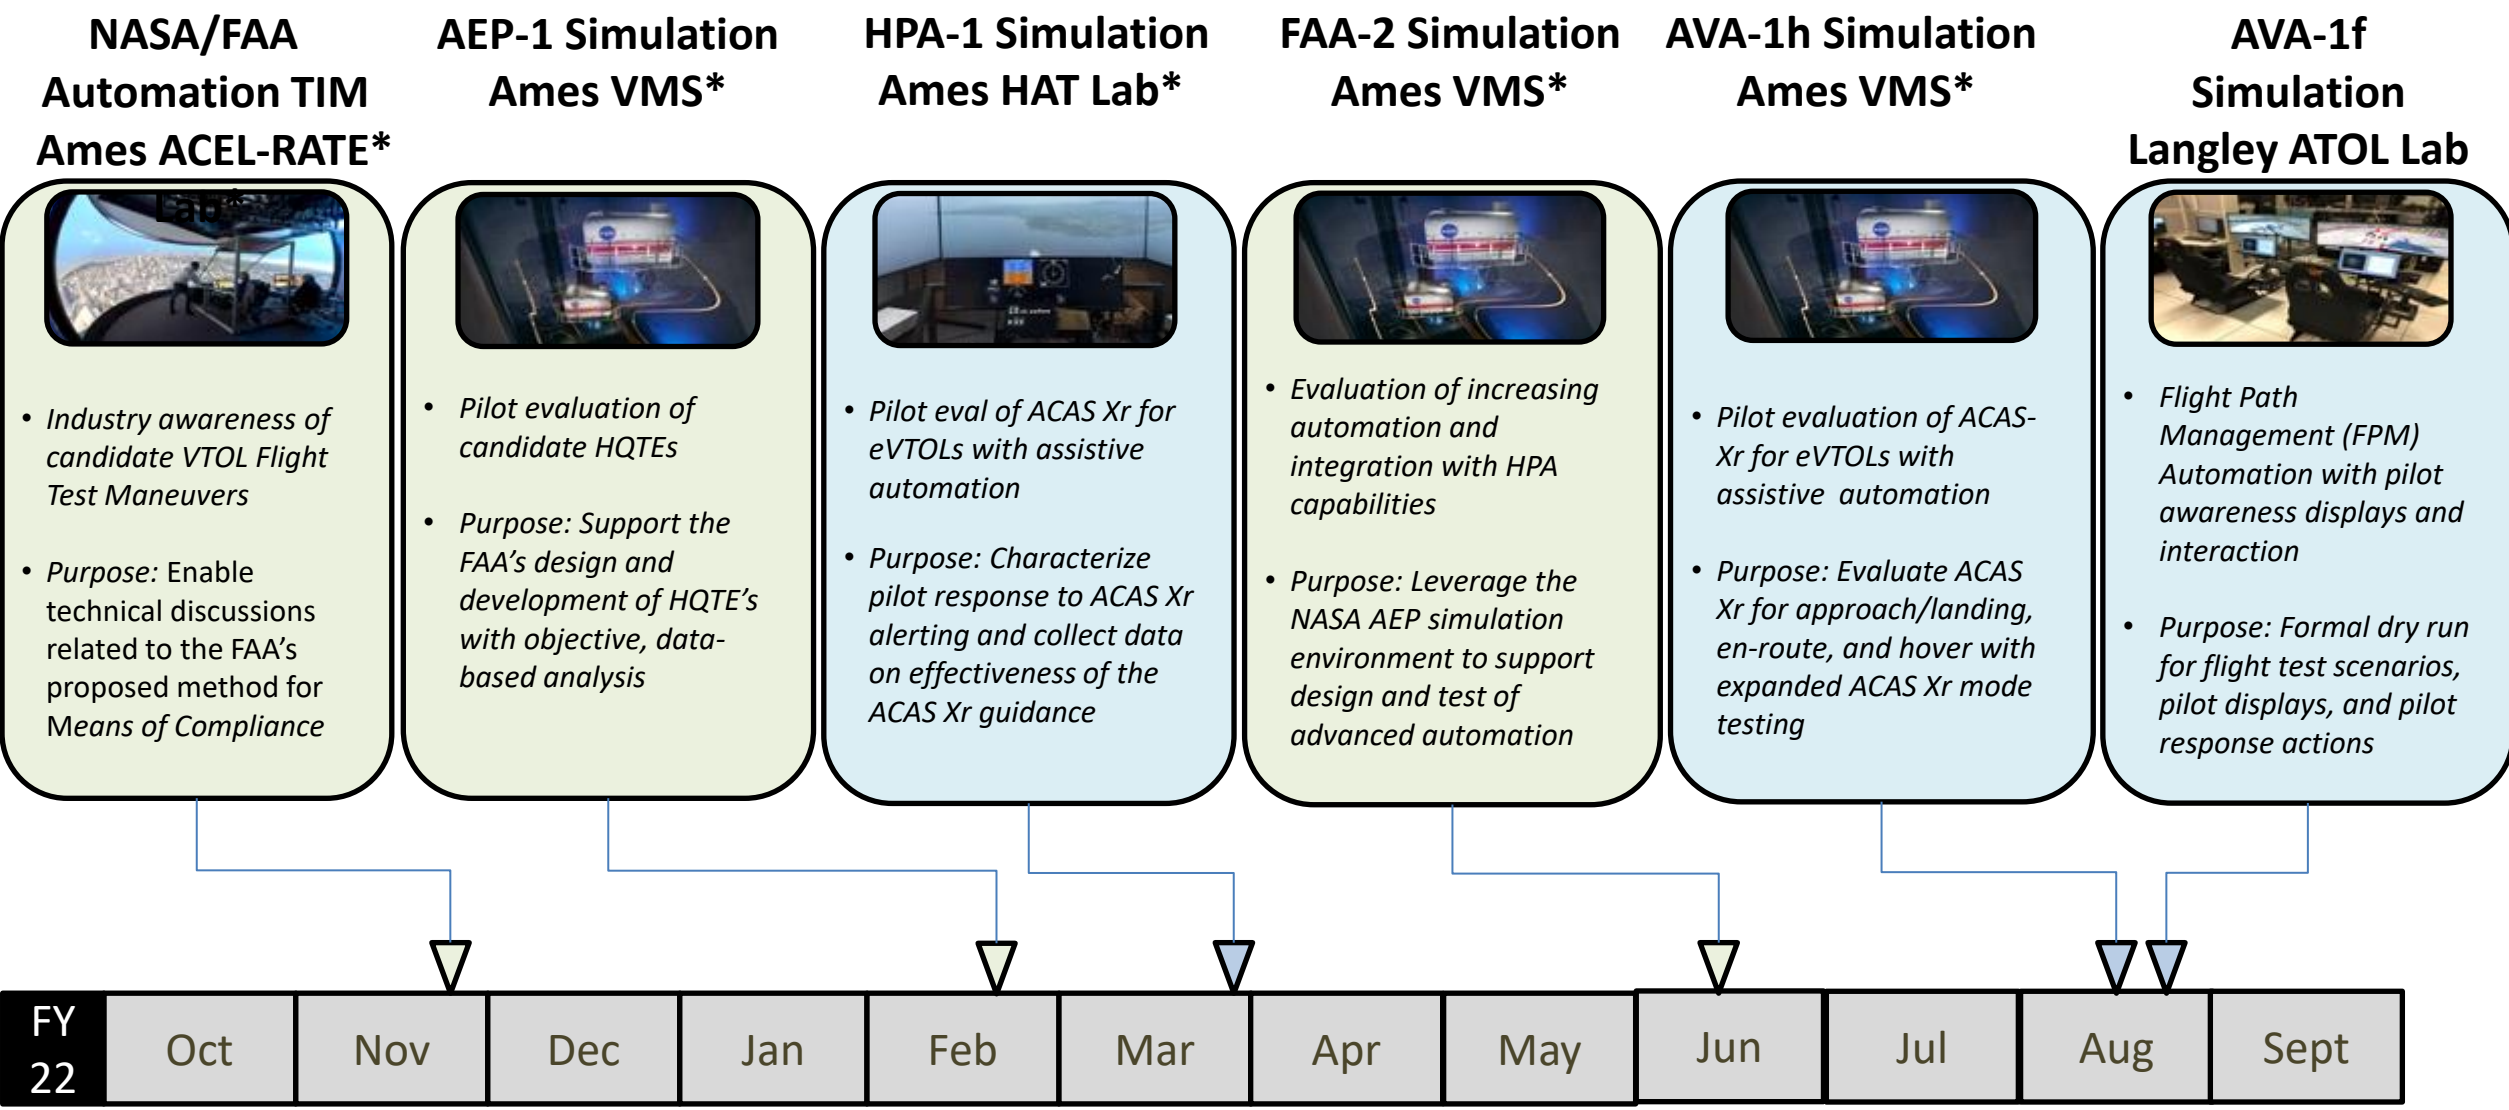 NASA/FAA
Automation TIM
Ames ACEL-RATE*
Lab*
• Industry awareness of
candidate VTOL Flight
Test Maneuvers
• Purpose: Enable
technical discussions
related to the FAA’s
proposed method for
Means of Compliance
AEP-1 Simulation
Ames VMS*
• Pilot evaluation of
candidate HQTEs
• Purpose: Support the
FAA’s design and
development of HQTE’s
with objective, data-
based analysis
HPA-1 Simulation
Ames HAT Lab*
• Pilot eval of ACAS Xr for
eVTOLs with assistive
automation
• Purpose: Characterize
pilot response to ACAS Xr
alerting and collect data
on effectiveness of the
ACAS Xr guidance
FAA-2 Simulation
Ames VMS*
• Evaluation of increasing
automation and
integration with HPA
capabilities
• Purpose: Leverage the
NASA AEP simulation
environment to support
design and test of
advanced automation
AVA-1h Simulation
Ames VMS*
• Pilot evaluation of ACAS-
Xr for eVTOLs with
assistive automation
• Purpose: Evaluate ACAS
Xr for approach/landing,
en-route, and hover with
expanded ACAS Xr mode
testing
AVA-1f
Simulation
Langley ATOL Lab
• Flight Path
Management (FPM)
Automation with pilot
awareness displays and
interaction
• Purpose: Formal dry run
for flight test scenarios,
pilot displays, and pilot
response actions
FY
22
Oct
Nov
Dec
Jan
Feb
Mar
Apr
May
Jun
Jul
Aug
Sept